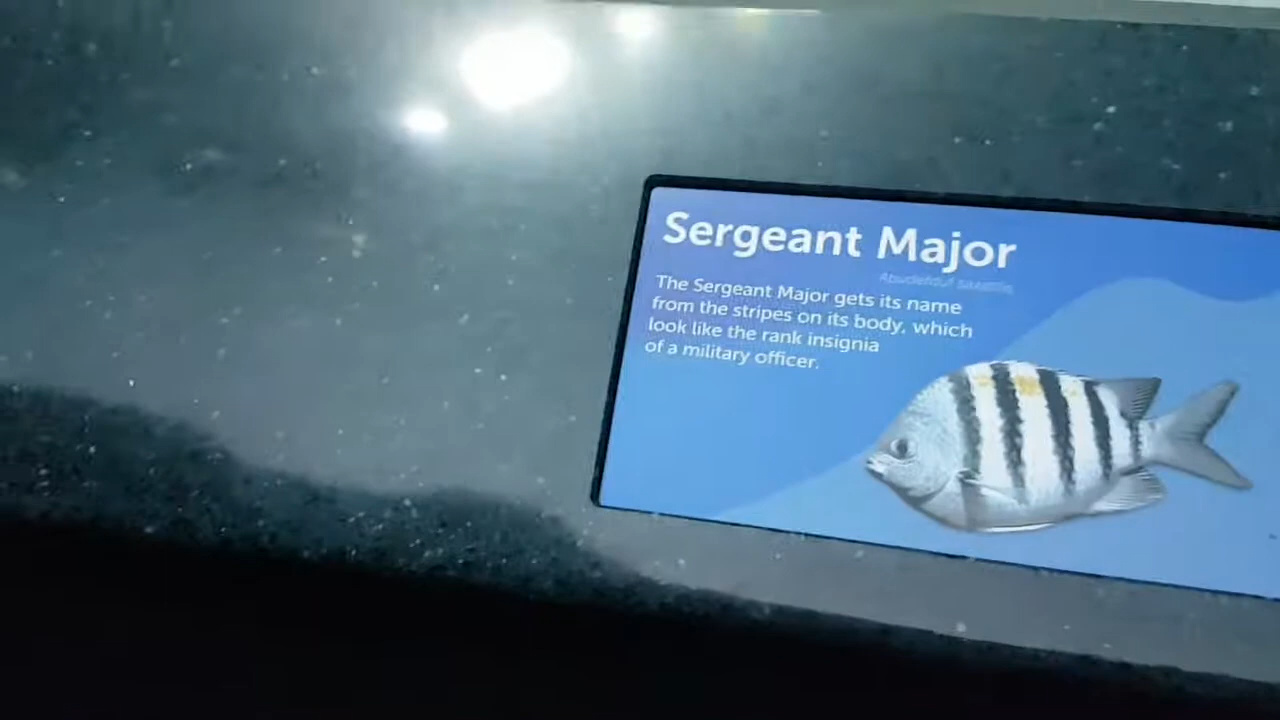 Sergeant Major
The Sergeant Major gets its name
from the stripes on its body, which
look like the rank insignia
of a military officer.